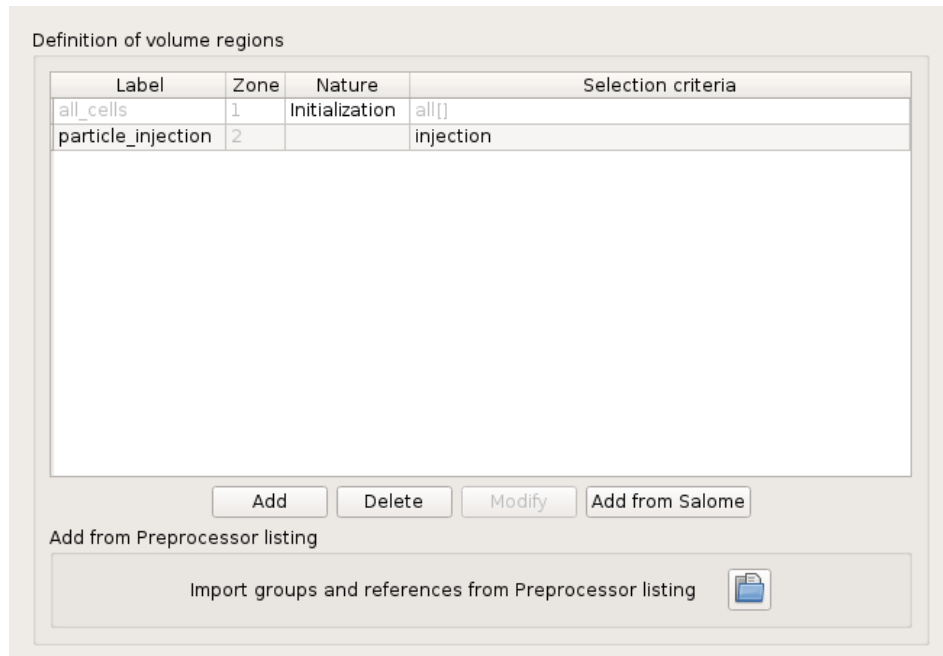 Definition of volume regions
Label Zone Nature Selection criteria
all_cells 1 Initialization all[]
particle_injection 2 injection
Add Delete Modify Add from Salome
Add from Preprocessor listing
Import groups and references from Preprocessor listing